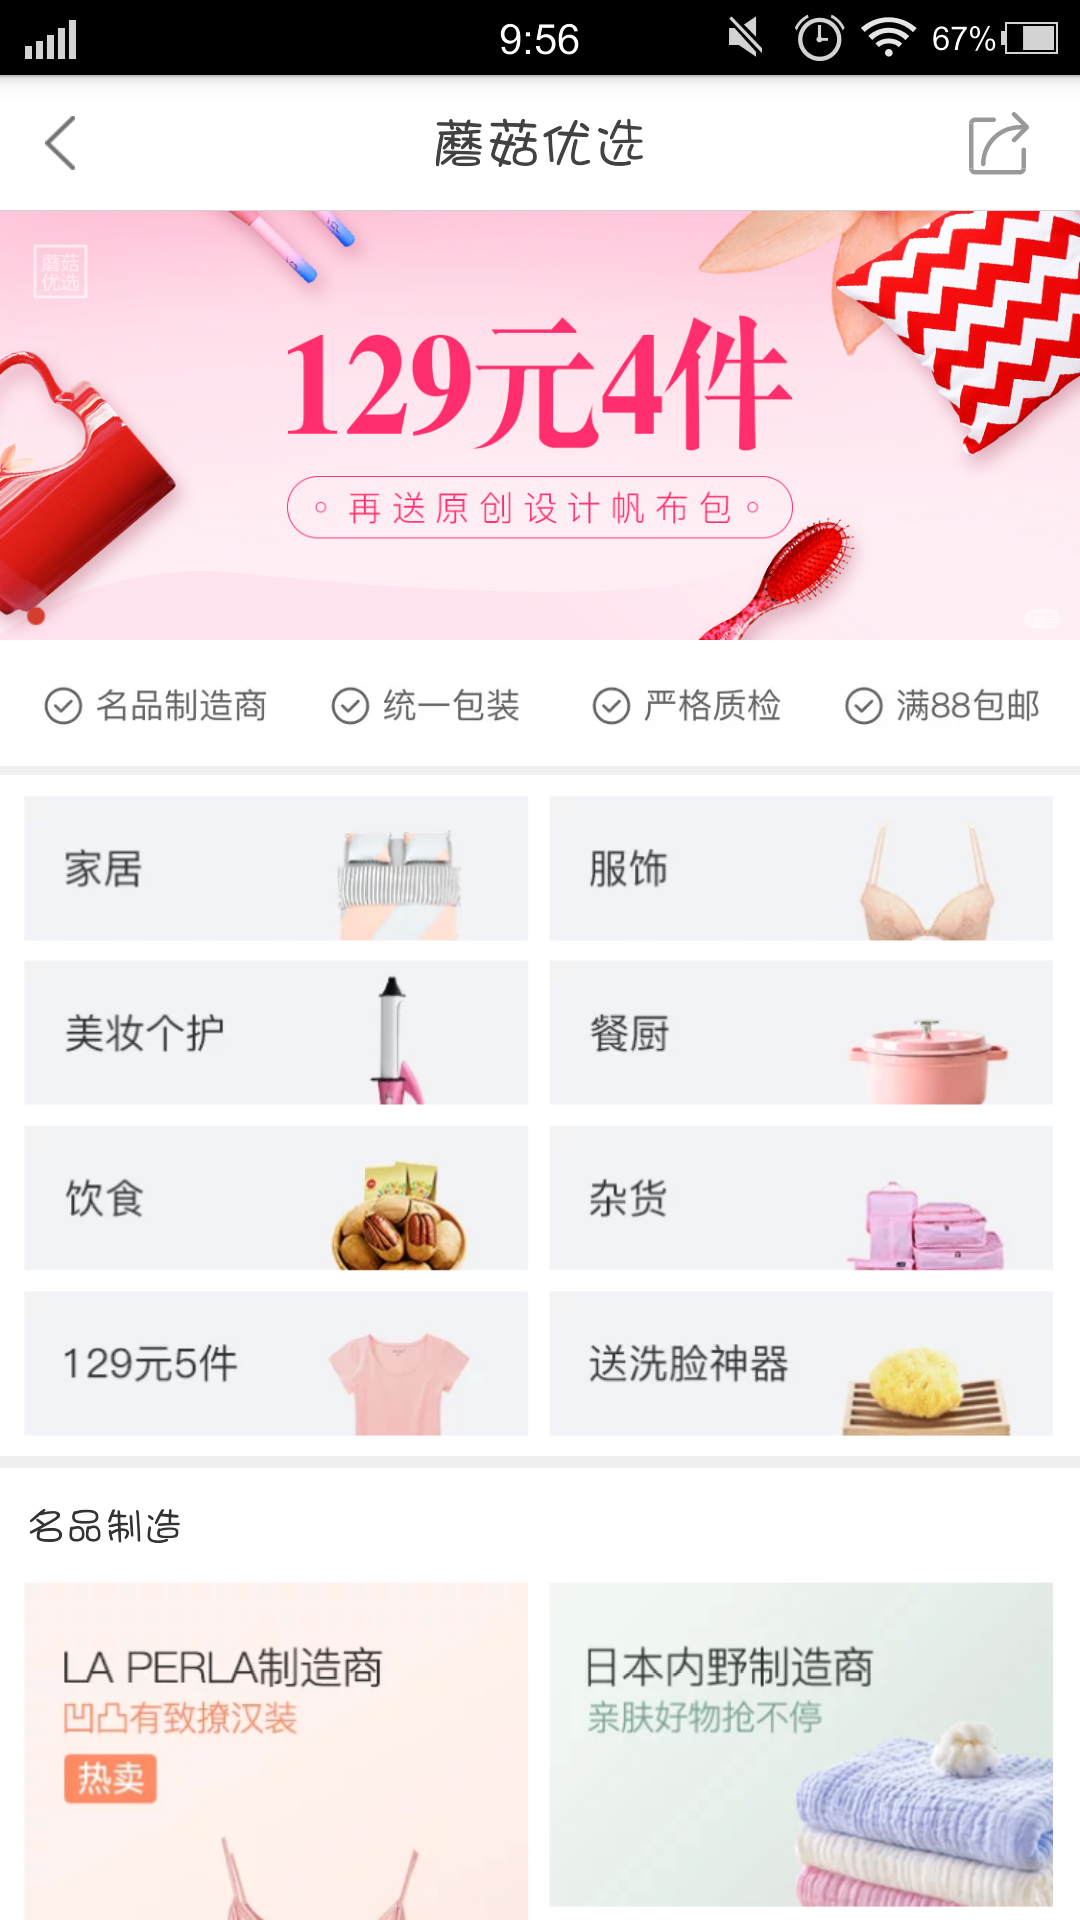 9:56
67%
蘑菇优选
蘑菇
优选
129元4件
再送原创设计帆布包
名品制造商
统一包装
严格质检
满88包邮
家居
服饰
美妆个护
餐厨
饮食
杂货
129元5件
送洗脸神器
名品制造
LA PERLA制造商
凹凸有致撩汉装
热卖
日本内野制造商
亲肤好物抢不停